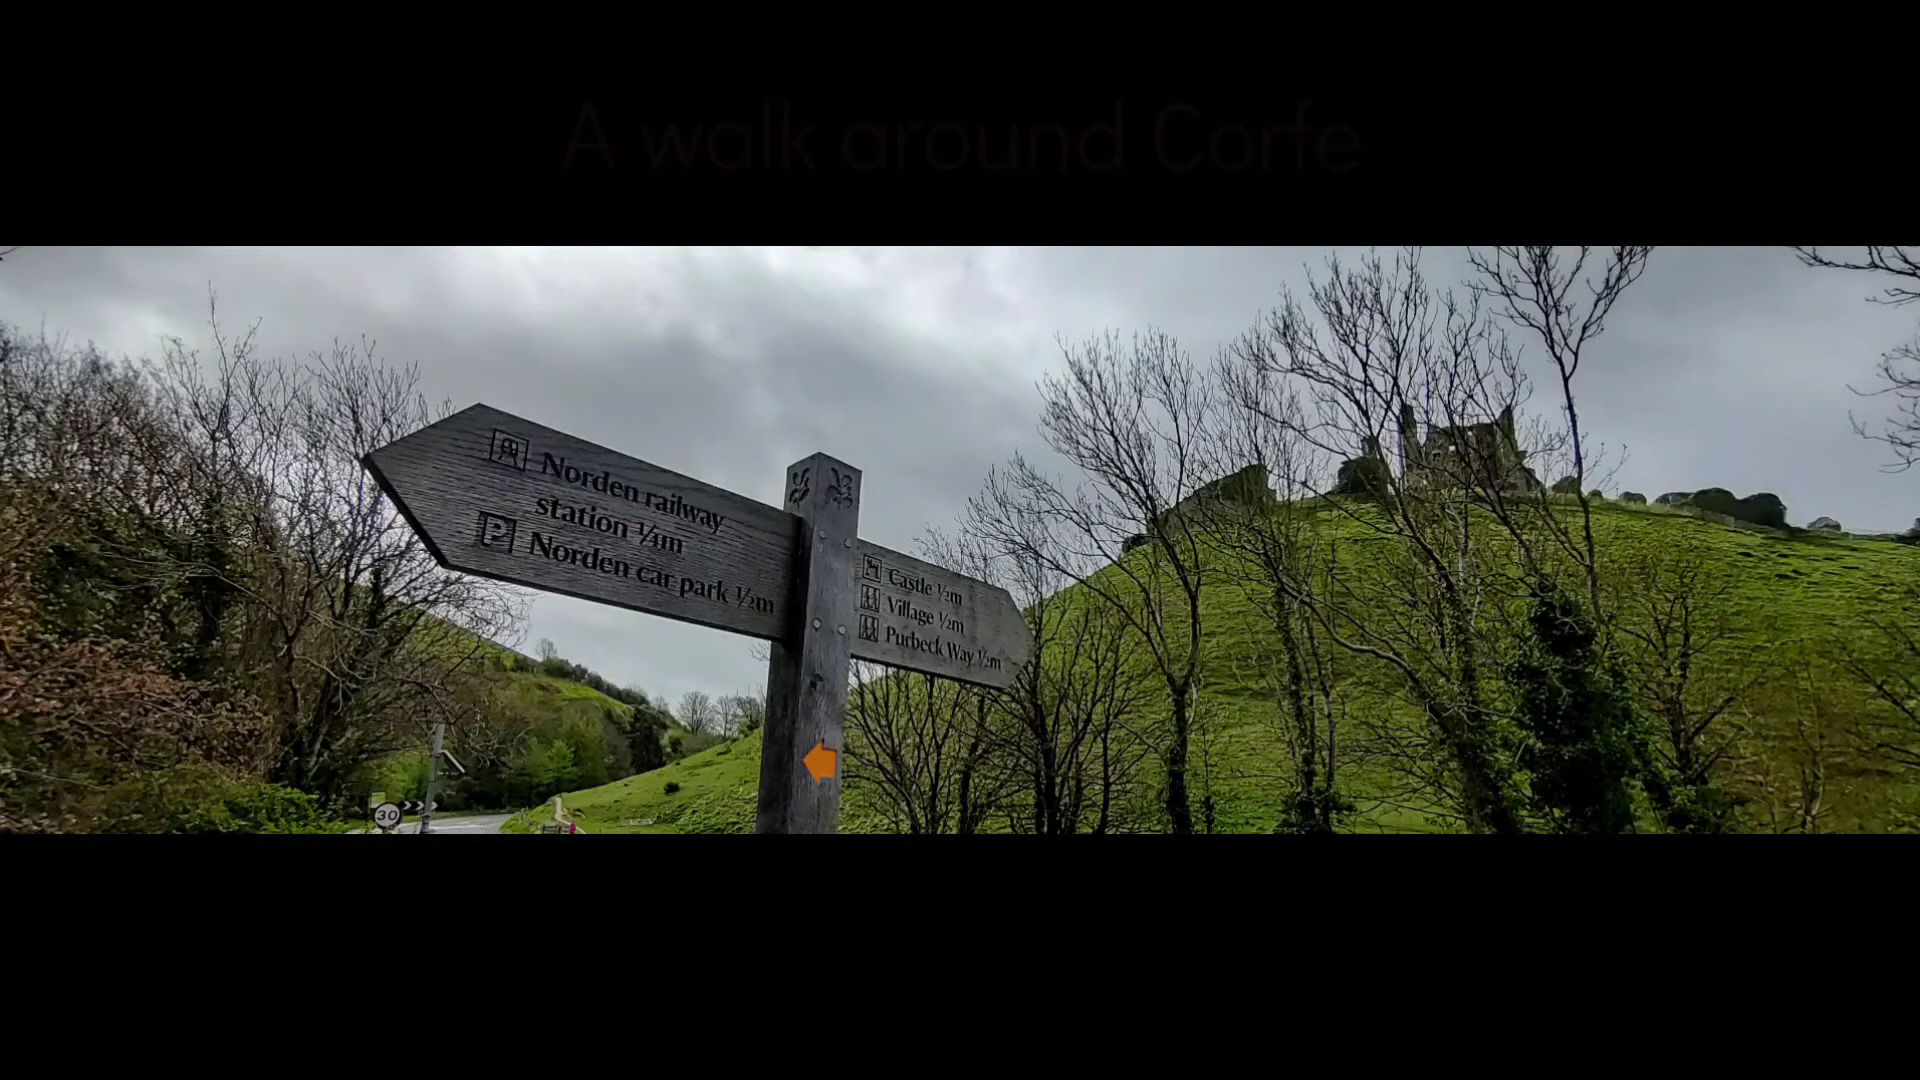 A walk around Corfe
Norden railway
station ¼m
P Norden car park ½m
Castle ½m
Village ½m
Purbeck Way ½m
30